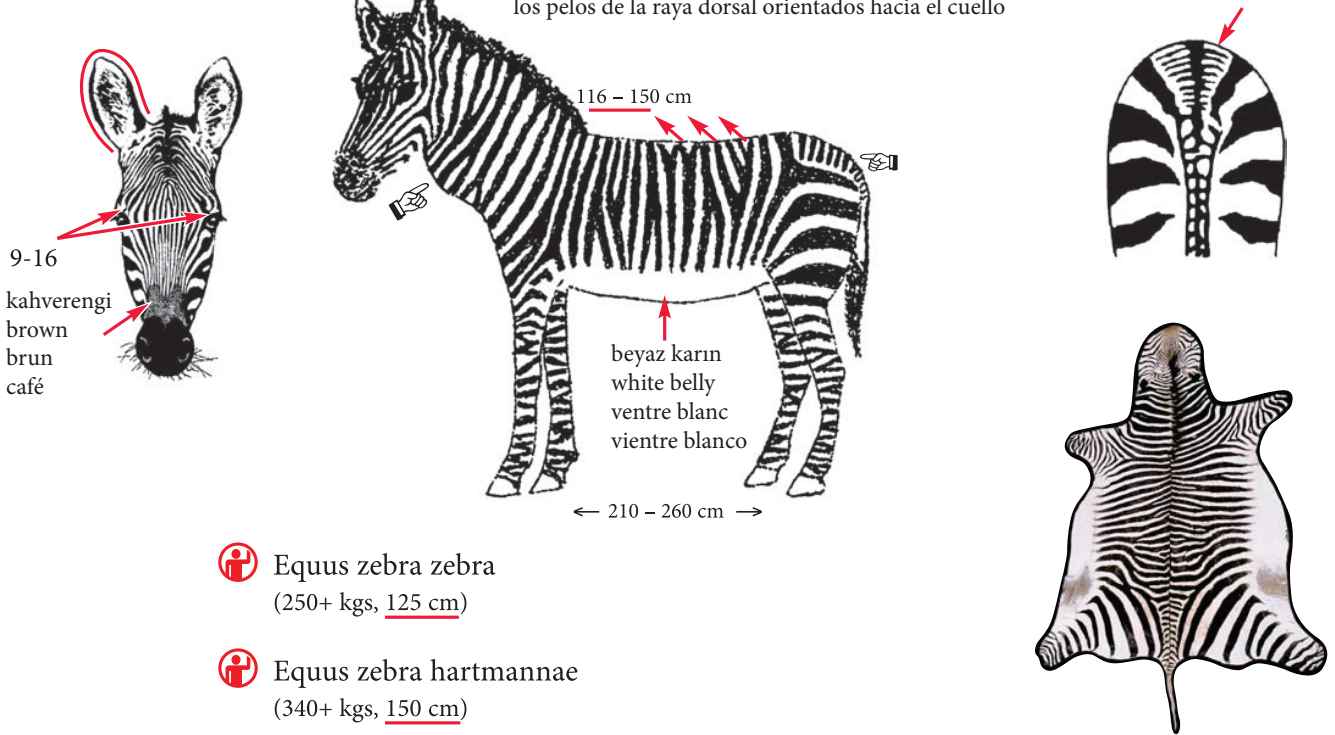 los pelos de la raya dorsal orientados hacia el cuello
116 – 150 cm
9-16
kahverengi
brown
brun
café
beyaz karın
white belly
ventre blanc
vientre blanco
← 210 – 260 cm →
Equus zebra zebra
(250+ kgs, 125 cm)
Equus zebra hartmannae
(340+ kgs, 150 cm)